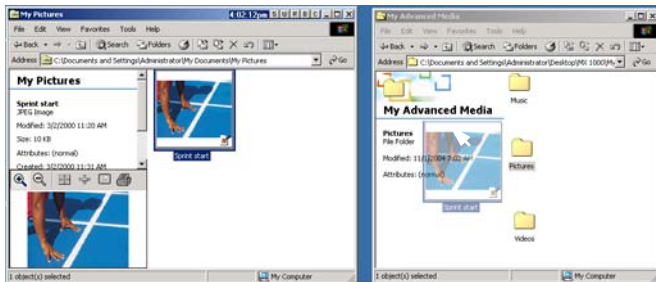 My Pictures 4:02:12pm S U R B C
File Edit View Favorites Tools Help
Back Search Folders
Address C:\Documents and Settings\Administrator\My Documents\My Pictures Go
My Pictures
Sprint start
JPEG Image
Modified: 3/2/2000 11:20 AM
Size: 10 KB
Attributes: (normal)
Created: 3/2/2000 11:31 AM
Sprint start
1 object(s) selected My Computer
My Advanced Media
File Edit View Favorites Tools Help
Back Search Folders
Address C:\Documents and Settings\Administrator\Desktop\MX 1000\My Go
My Advanced Media
Pictures
File Folder
Modified: 11/1/2004 7:02 AM
Attributes: (normal)
Sprint start
Music
Pictures
Videos
1 object(s) selected My Computer